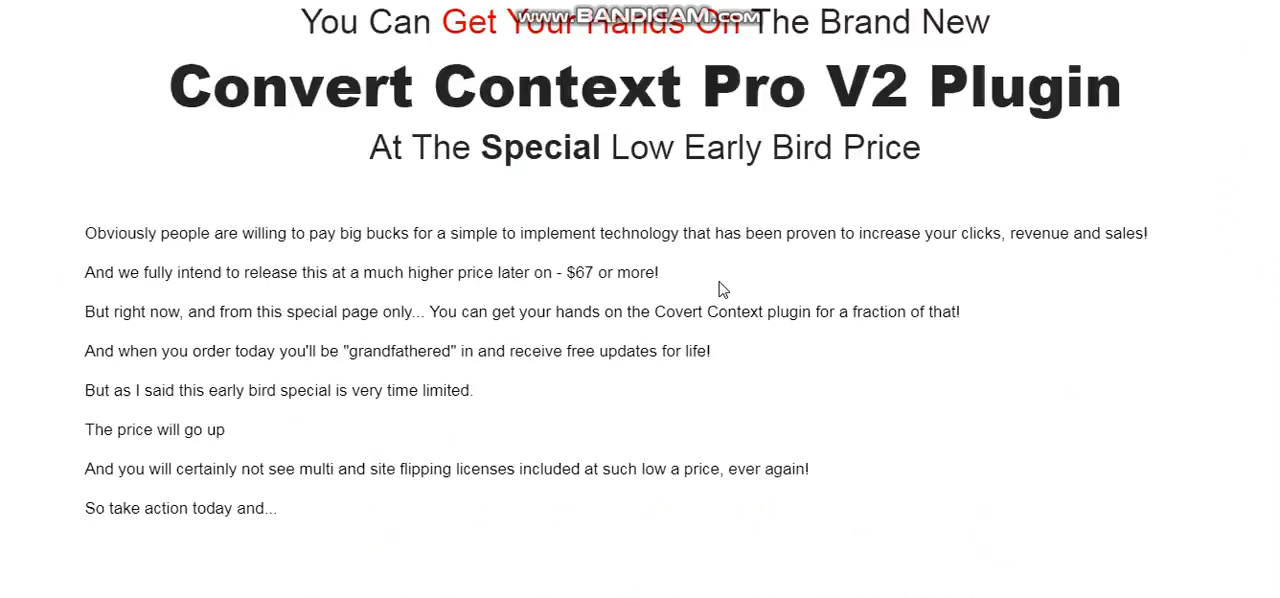 www.BANDICAM.com
You Can Get Your Hands On The Brand New
Convert Context Pro V2 Plugin
At The Special Low Early Bird Price
Obviously people are willing to pay big bucks for a simple to implement technology that has been proven to increase your clicks, revenue and sales!
And we fully intend to release this at a much higher price later on - $67 or more!
But right now, and from this special page only... You can get your hands on the Covert Context plugin for a fraction of that!
And when you order today you'll be "grandfathered" in and receive free updates for life!
But as I said this early bird special is very time limited.
The price will go up
And you will certainly not see multi and site flipping licenses included at such low a price, ever again!
So take action today and...